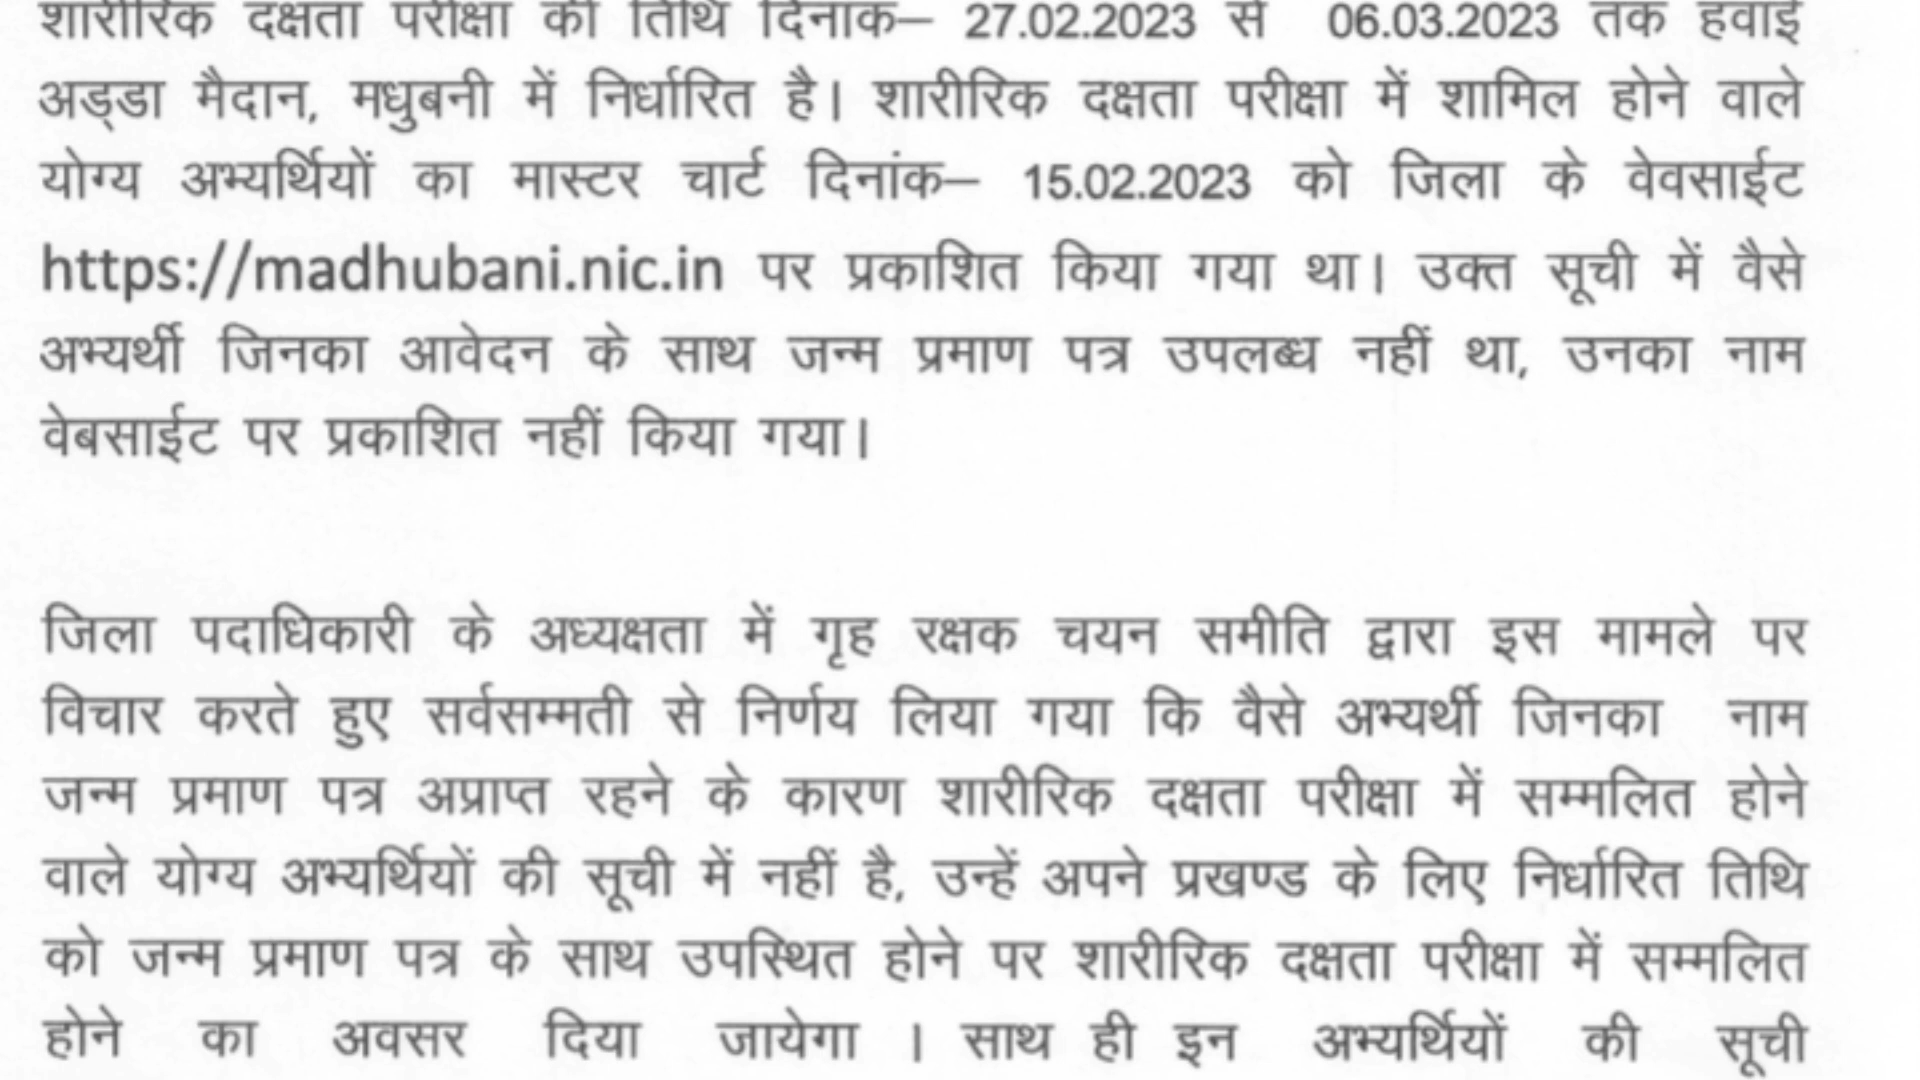 शारीरिक दक्षता परीक्षा की तिथि दिनांक– 27.02.2023 से 06.03.2023 तक हवाई
अड्डा मैदान, मधुबनी में निर्धारित है। शारीरिक दक्षता परीक्षा में शामिल होने वाले
योग्य अभ्यर्थियों का मास्टर चार्ट दिनांक– 15.02.2023 को जिला के वेवसाईट
https://madhubani.nic.in पर प्रकाशित किया गया था। उक्त सूची में वैसे
अभ्यर्थी जिनका आवेदन के साथ जन्म प्रमाण पत्र उपलब्ध नहीं था, उनका नाम
वेबसाईट पर प्रकाशित नहीं किया गया।
जिला पदाधिकारी के अध्यक्षता में गृह रक्षक चयन समीति द्वारा इस मामले पर
विचार करते हुए सर्वसम्मती से निर्णय लिया गया कि वैसे अभ्यर्थी जिनका नाम
जन्म प्रमाण पत्र अप्राप्त रहने के कारण शारीरिक दक्षता परीक्षा में सम्मलित होने
वाले योग्य अभ्यर्थियों की सूची में नहीं है, उन्हें अपने प्रखण्ड के लिए निर्धारित तिथि
को जन्म प्रमाण पत्र के साथ उपस्थित होने पर शारीरिक दक्षता परीक्षा में सम्मलित
होने का अवसर दिया जायेगा । साथ ही इन अभ्यर्थियों की सूची